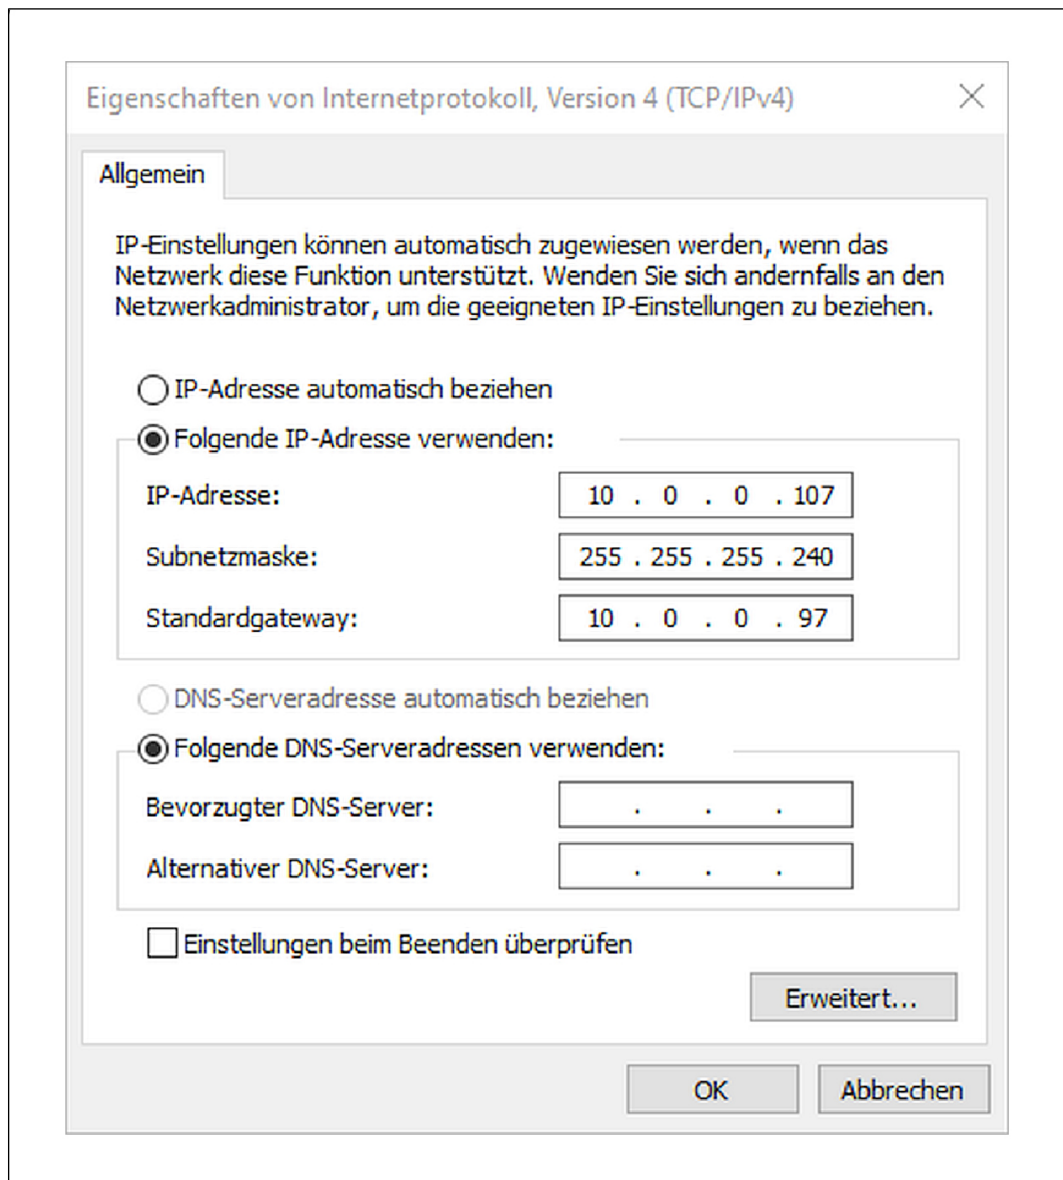 Eigenschaften von Internetprotokoll, Version 4 (TCP/IPv4)
Allgemein
IP-Einstellungen können automatisch zugewiesen werden, wenn das
Netzwerk diese Funktion unterstützt. Wenden Sie sich andernfalls an den
Netzwerkadministrator, um die geeigneten IP-Einstellungen zu beziehen.
IP-Adresse automatisch beziehen
Folgende IP-Adresse verwenden:
IP-Adresse: 10 . 0 . 0 . 107
Subnetzmaske: 255 . 255 . 255 . 240
Standardgateway: 10 . 0 . 0 . 97
DNS-Serveradresse automatisch beziehen
Folgende DNS-Serveradressen verwenden:
Bevorzugter DNS-Server: . . .
Alternativer DNS-Server: . . .
Einstellungen beim Beenden überprüfen
Erweitert...
OK Abbrechen